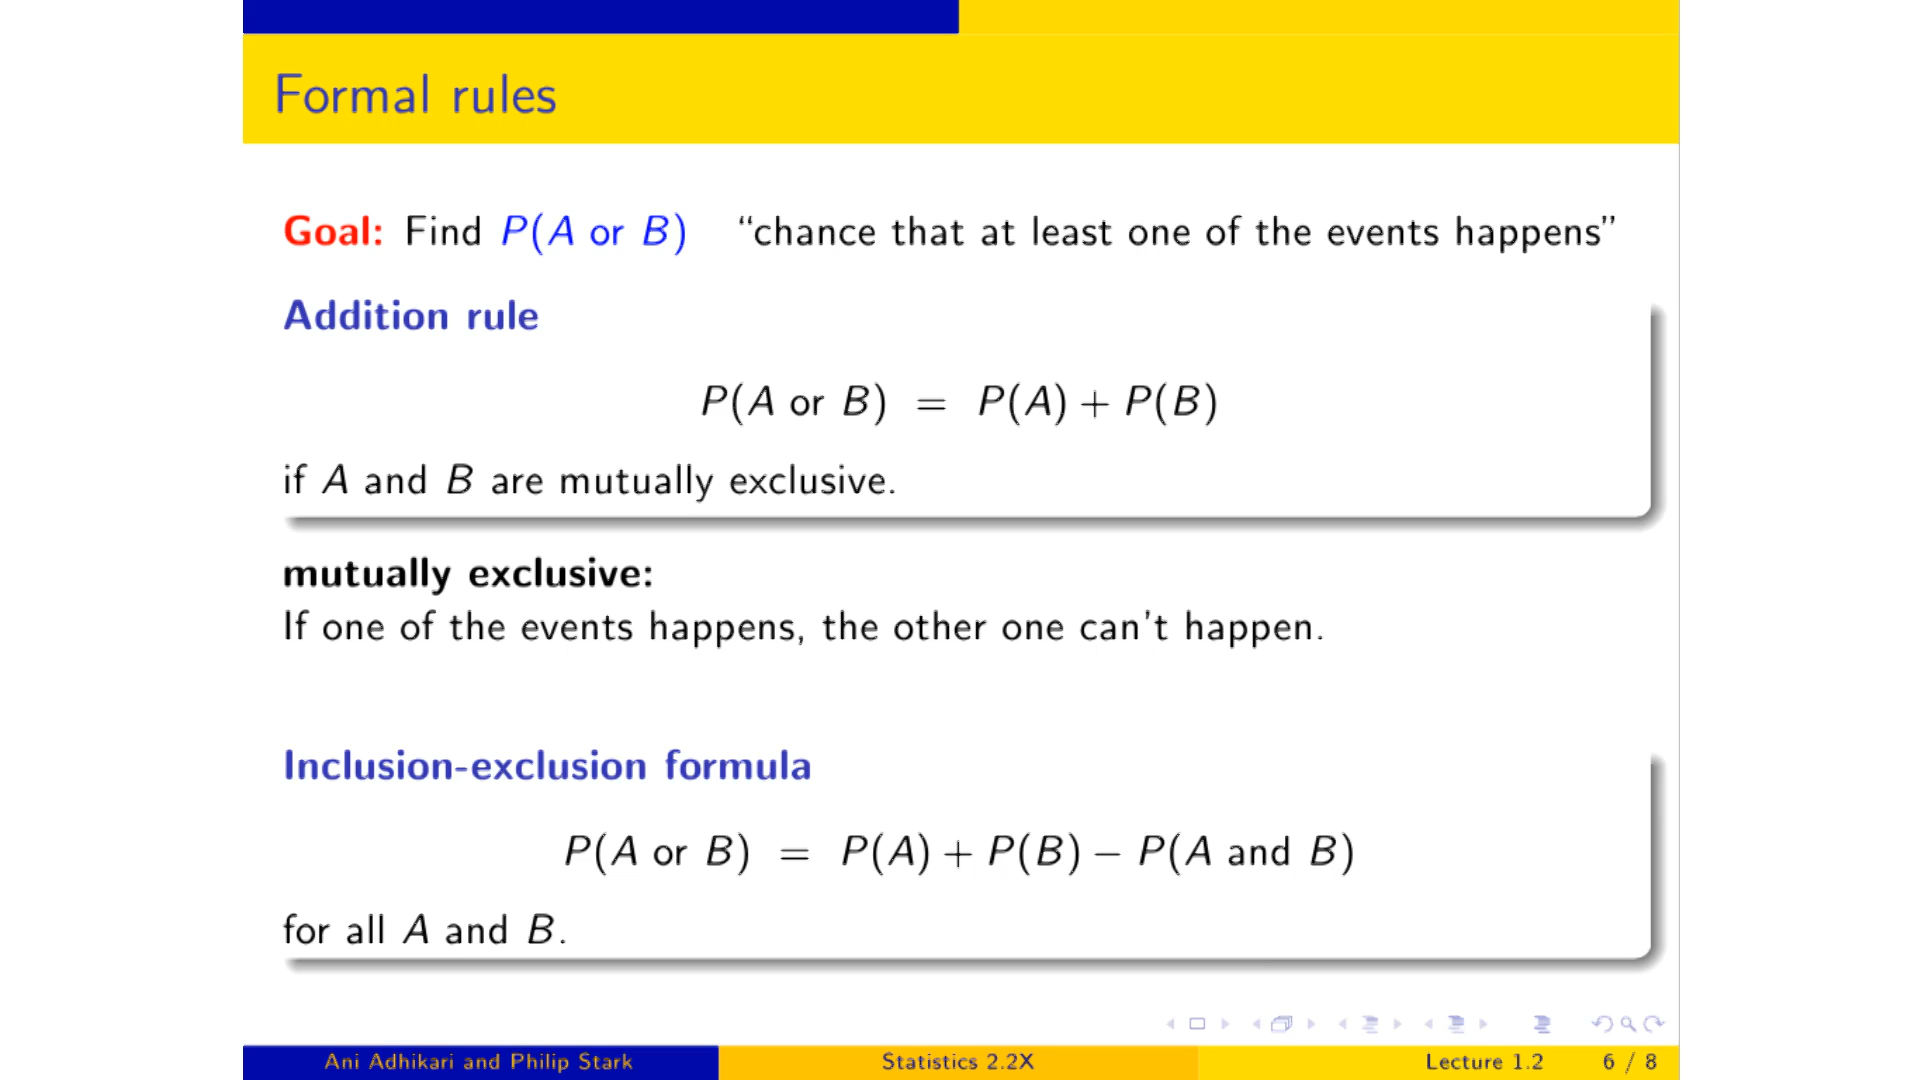 Formal rules
Goal: Find P(A or B) “chance that at least one of the events happens”
Addition rule
P(A or B) = P(A) + P(B)
if A and B are mutually exclusive.
mutually exclusive:
If one of the events happens, the other one can't happen.
Inclusion-exclusion formula
P(A or B) = P(A) + P(B) − P(A and B)
for all A and B.
Ani Adhikari and Philip Stark Statistics 2.2X Lecture 1.2 6 / 8